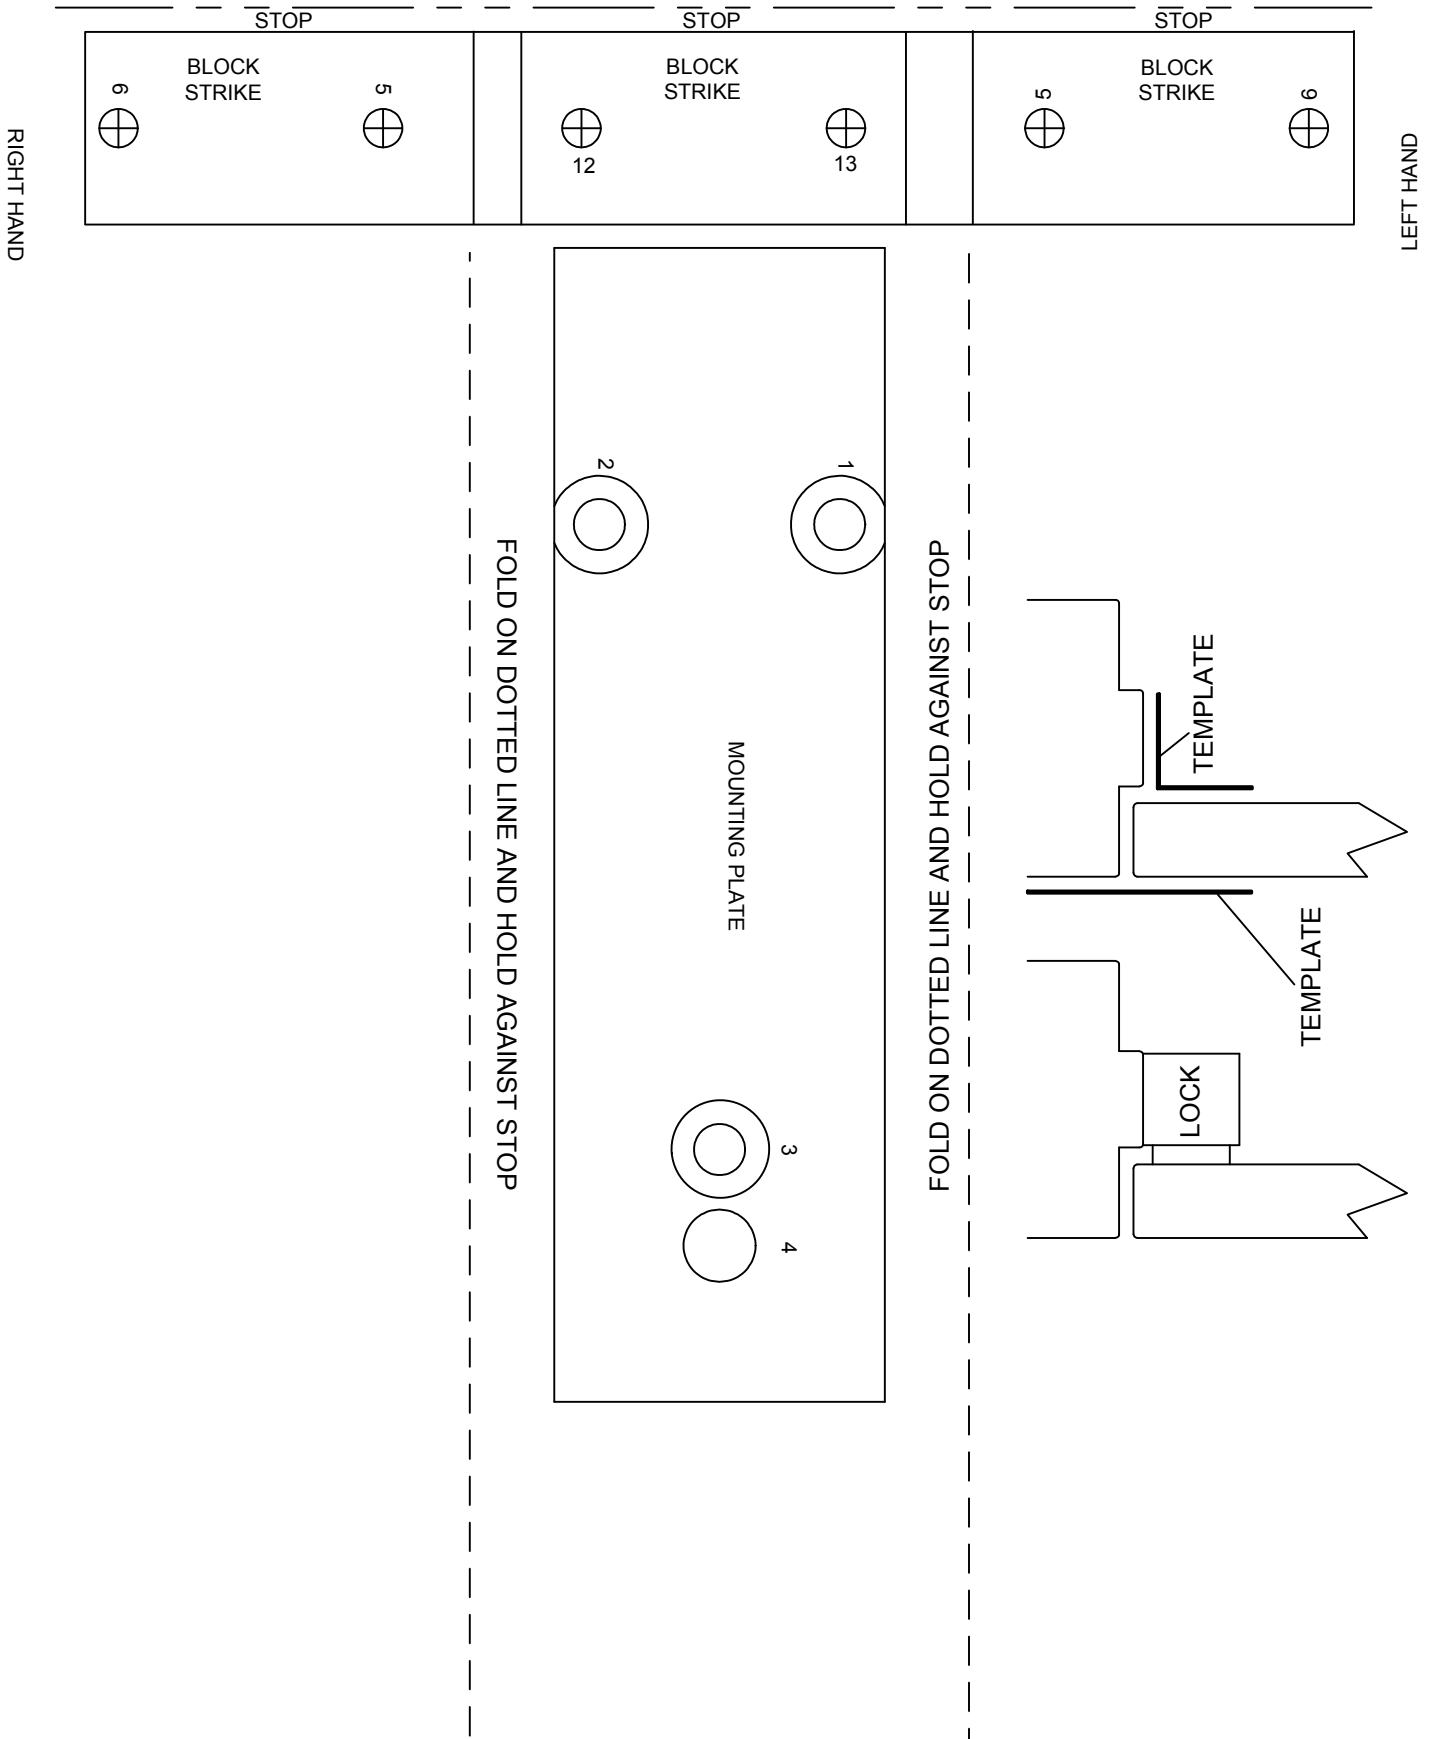 STOP
STOP
STOP
BLOCK
STRIKE
BLOCK
STRIKE
BLOCK
STRIKE
6
5
12
13
5
6
RIGHT HAND
LEFT HAND
2
1
FOLD ON DOTTED LINE AND HOLD AGAINST STOP
MOUNTING PLATE
FOLD ON DOTTED LINE AND HOLD AGAINST STOP
TEMPLATE
TEMPLATE
LOCK
3
4